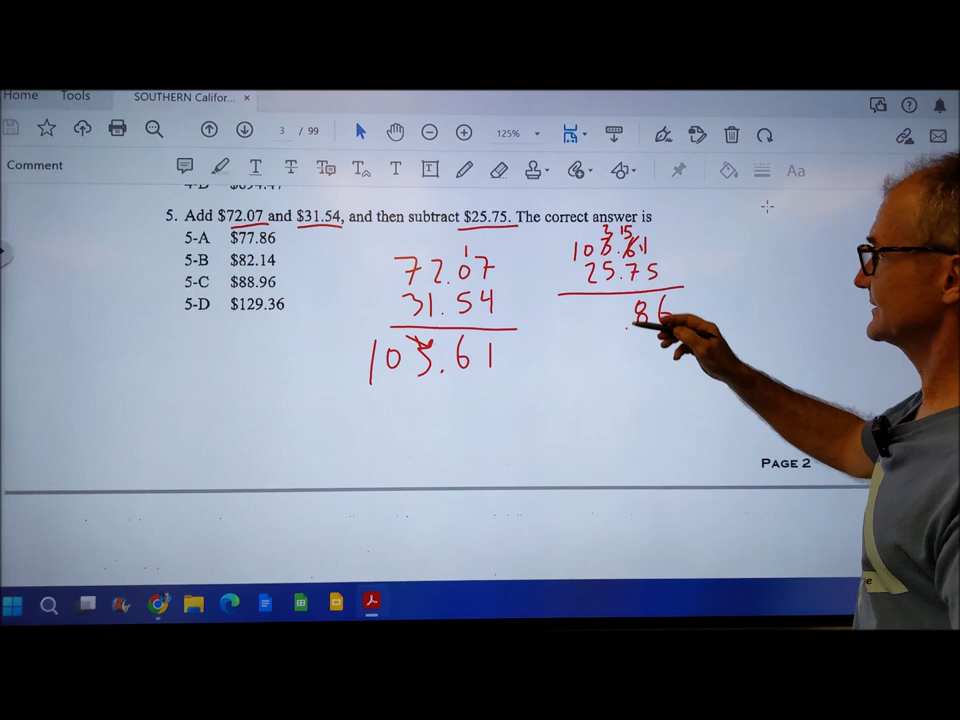 Home Tools SOUTHERN Califor... ×
3 / 99 125%
Comment T T T T Aa
5. Add $72.07 and $31.54, and then subtract $25.75. The correct answer is
5-A $77.86
5-B $82.14
5-C $88.96
5-D $129.36
1
72.07
31.54
103.61
15
103.61
25.75
.86
PAGE 2